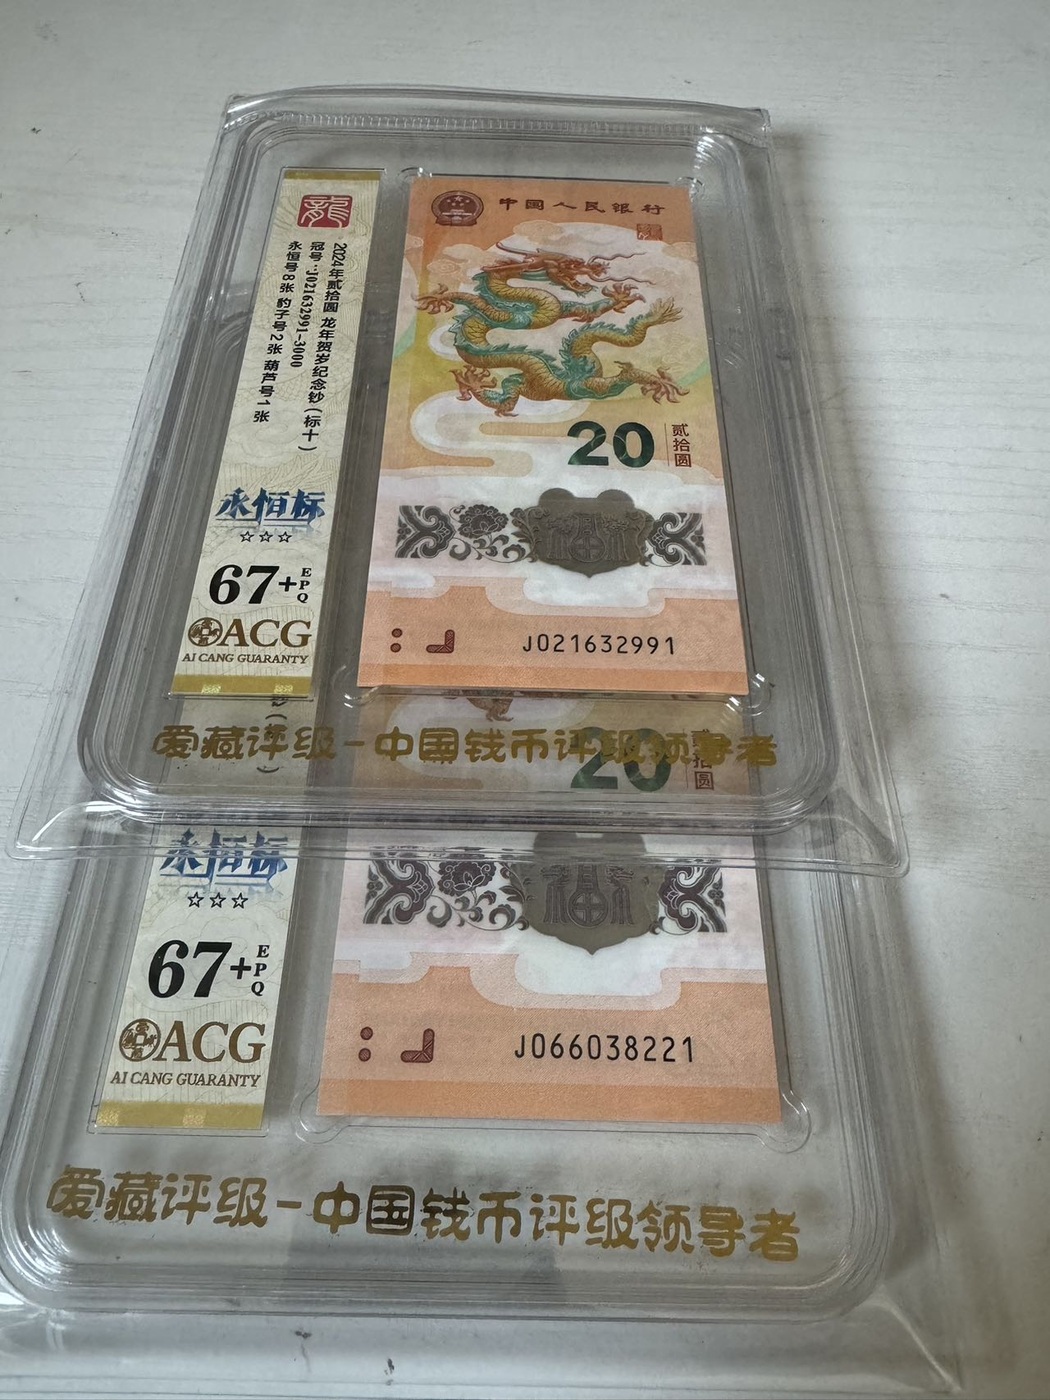 龍
2024年贰拾圆 龙年贺岁纪念钞（标十）
冠号：J021632991-3000
永恒号8张 豹子号2张 葫芦号1张
永恒标
☆☆☆
67+EPQ
ACG
AI CANG GUARANTY
中国人民银行
20
贰拾圆
J021632991
爱藏评级-中国钱币评级领导者
20
拾圆
永恒标
☆☆☆
67+EPQ
ACG
AI CANG GUARANTY
J066038221
爱藏评级-中国钱币评级领导者